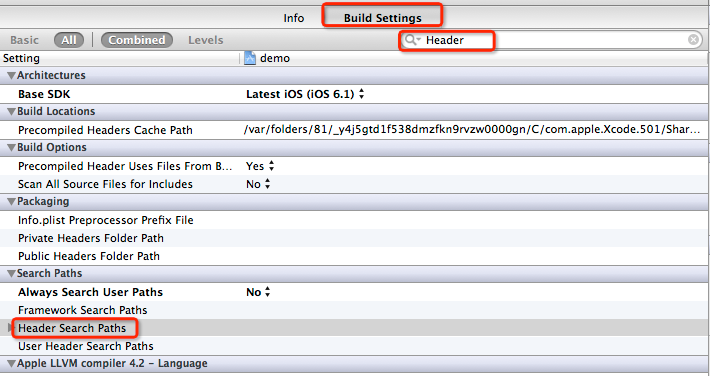 Info Build Settings
Basic All Combined Levels Header
Setting demo
Architectures
Base SDK Latest iOS (iOS 6.1)
Build Locations
Precompiled Headers Cache Path /var/folders/81/_y4j5gtd1f538dmzfkn9rvzw0000gn/C/com.apple.Xcode.501/Shar...
Build Options
Precompiled Header Uses Files From B... Yes
Scan All Source Files for Includes No
Packaging
Info.plist Preprocessor Prefix File
Private Headers Folder Path
Public Headers Folder Path
Search Paths
Always Search User Paths No
Framework Search Paths
Header Search Paths
User Header Search Paths
Apple LLVM compiler 4.2 - Language